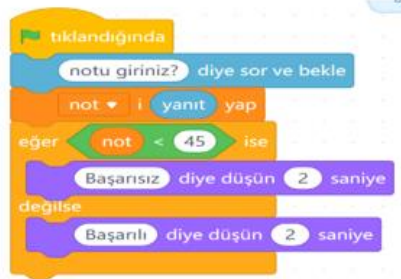 tıklandığında
notu giriniz? diye sor ve bekle
not i yanıt yap
eğer not < 45 ise
Başarısız diye düşün 2 saniye
değilse
Başarılı diye düşün 2 saniye